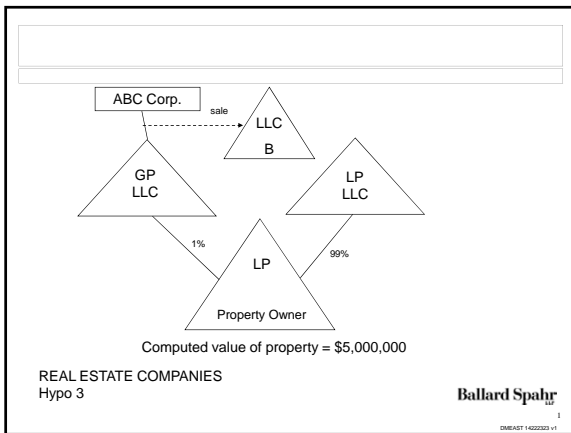 ABC Corp.
sale
LLC
B
GP
LLC
LP
LLC
1%
99%
LP
Property Owner
Computed value of property = $5,000,000
REAL ESTATE COMPANIES
Hypo 3
Ballard Spahr
LLP
1
DMEAST 14222323 v1